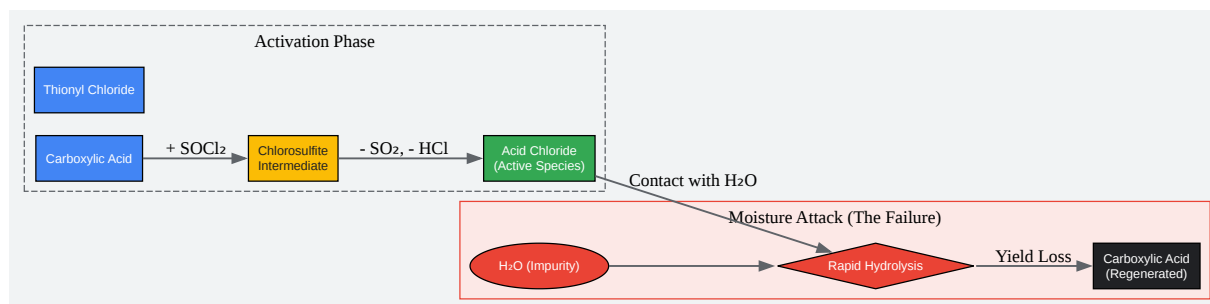 Activation Phase
Thionyl Chloride
Carboxylic Acid
+ SOCl₂
Chlorosulfite
Intermediate
- SO₂, - HCl
Acid Chloride
(Active Species)
Contact with H₂O
Moisture Attack (The Failure)
H₂O (Impurity)
Rapid Hydrolysis
Yield Loss
Carboxylic Acid
(Regenerated)